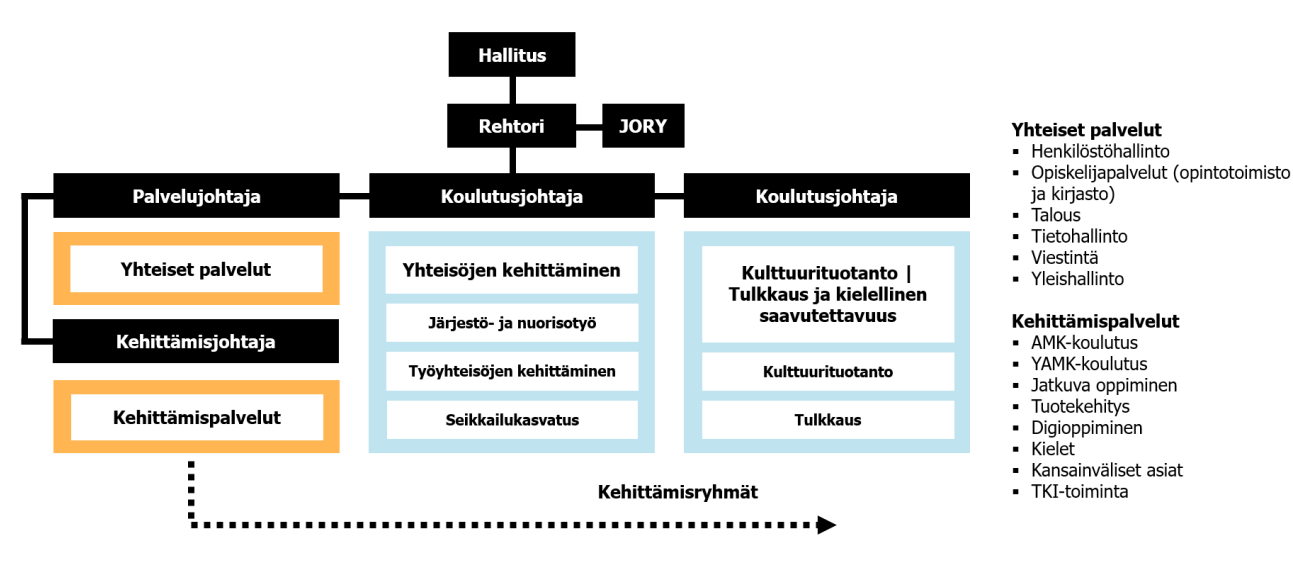 Hallitus
Rehtori
JORY
Palvelujohtaja
Koulutusjohtaja
Koulutusjohtaja
Yhteiset palvelut
Kehittämisjohtaja
Kehittämispalvelut
Yhteisöjen kehittäminen
Järjestö- ja nuorisotyö
Työyhteisöjen kehittäminen
Seikkailukasvatus
Kulttuurituotanto |
Tulkkaus ja kielellinen
saavutettavuus
Kulttuurituotanto
Tulkkaus
Kehittämisryhmät
Yhteiset palvelut
▪ Henkilöstöhallinto
▪ Opiskelijapalvelut (opintotoimisto
ja kirjasto)
▪ Talous
▪ Tietohallinto
▪ Viestintä
▪ Yleishallinto
Kehittämispalvelut
▪ AMK-koulutus
▪ YAMK-koulutus
▪ Jatkuva oppiminen
▪ Tuotekehitys
▪ Digioppiminen
▪ Kielet
▪ Kansainväliset asiat
▪ TKI-toiminta